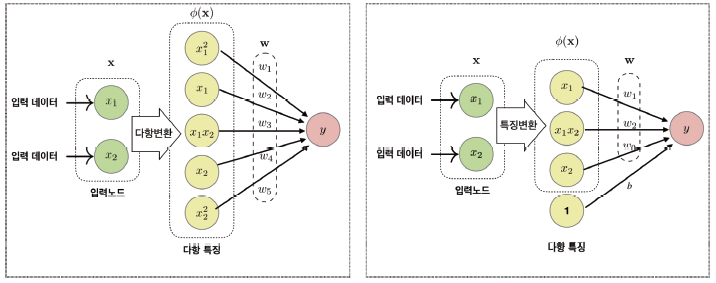 ϕ(x)
x
w
x₁²
w₁
입력 데이터
x₁
x₁
w₂
다항변환
x₁x₂
w₃
y
입력 데이터
x₂
x₂
w₄
입력노드
x₂²
w₅
다항 특징
ϕ(x)
x
w
입력 데이터
x₁
x₁
w₁
특징변환
x₁x₂
w₂
y
입력 데이터
x₂
x₂
입력노드
b
1
다항 특징